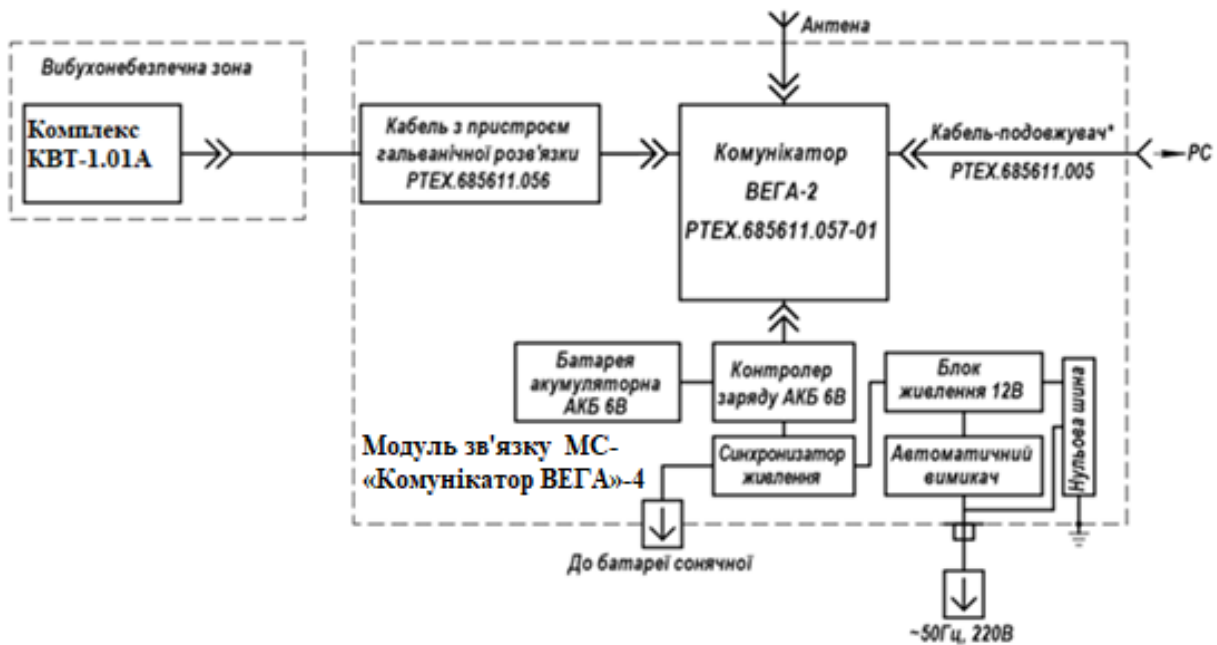 Антена
Вибухонебезпечна зона
Комплекс
КВТ-1.01А
Кабель з пристроєм
гальванічної розв'язки
РТЕХ.685611.056
Комунікатор
ВЕГА-2
РТЕХ.685611.057-01
Кабель-подовжувач*
РТЕХ.685611.005
РС
Батарея
акумуляторна
АКБ 6В
Контролер
заряду АКБ 6В
Блок
живлення 12В
Нульова шина
Модуль зв'язку МС-
«Комунікатор ВЕГА»-4
Синхронизатор
живлення
Автоматичний
вимикач
До батареї сонячної
~50Гц, 220В